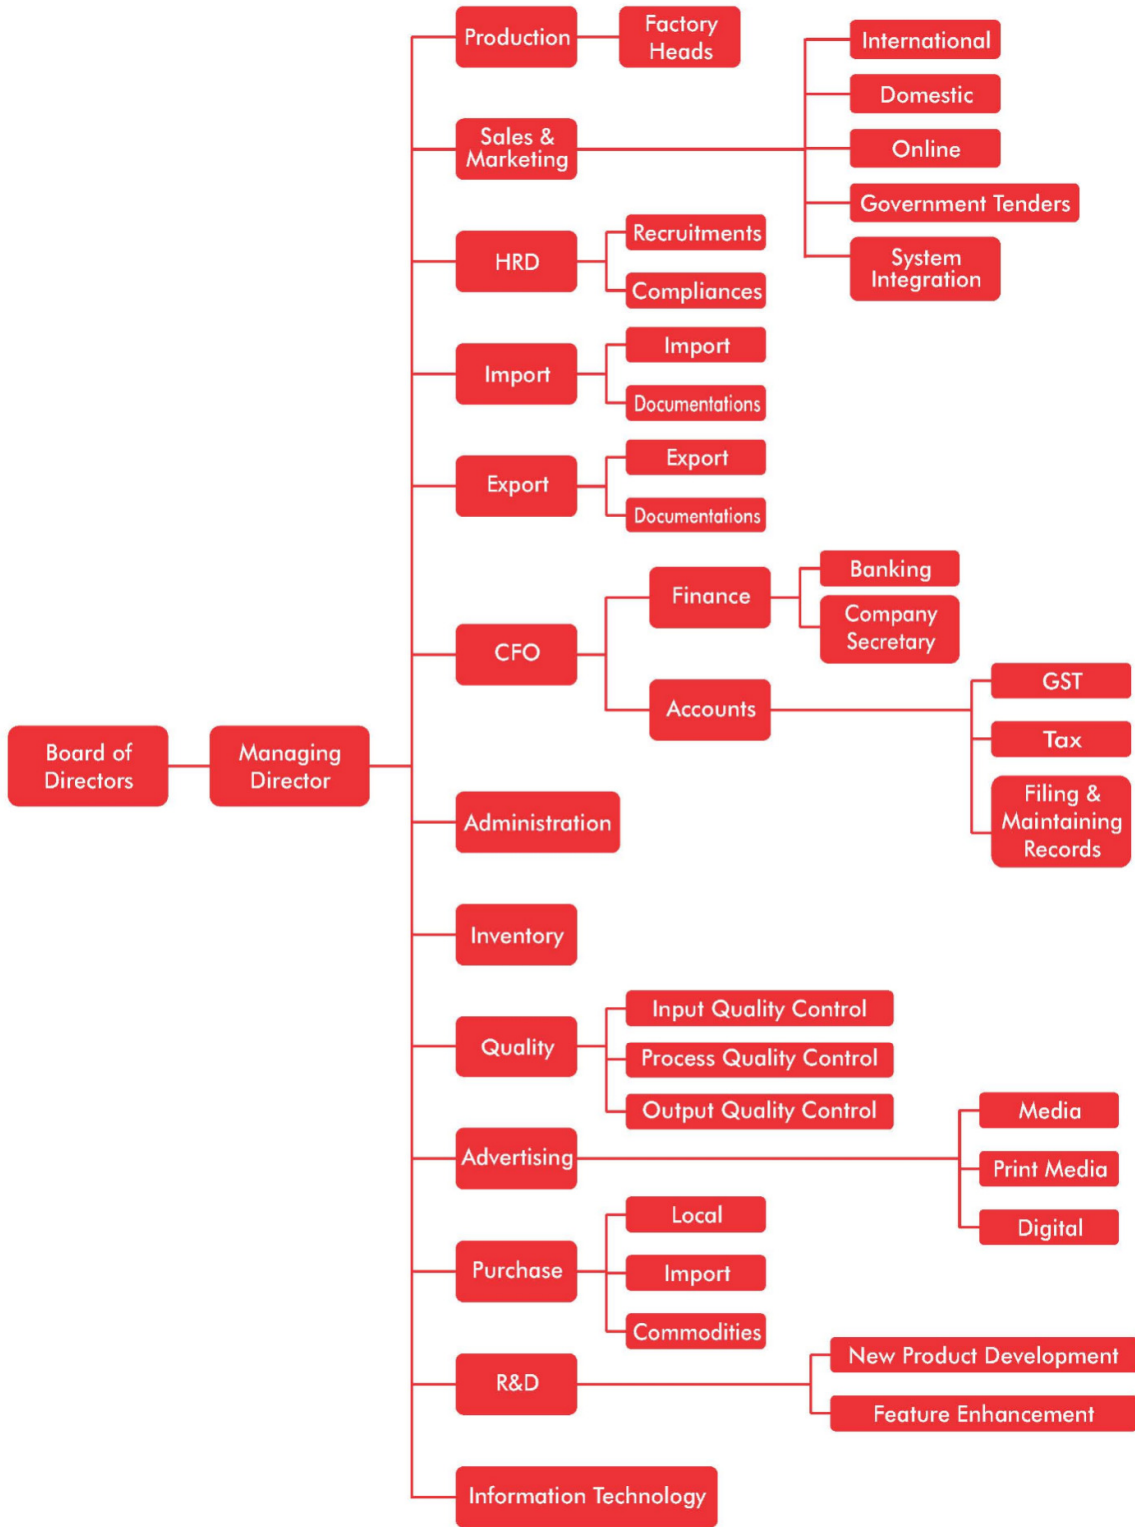 Production
Factory
Heads
International
Domestic
Online
Government Tenders
System
Integration
Sales &
Marketing
HRD
Recruitments
Compliances
Import
Import
Documentations
Export
Export
Documentations
CFO
Finance
Banking
Company
Secretary
Accounts
GST
Tax
Filing &
Maintaining
Records
Board of
Directors
Managing
Director
Administration
Inventory
Quality
Input Quality Control
Process Quality Control
Output Quality Control
Advertising
Media
Print Media
Digital
Purchase
Local
Import
Commodities
R&D
New Product Development
Feature Enhancement
Information Technology